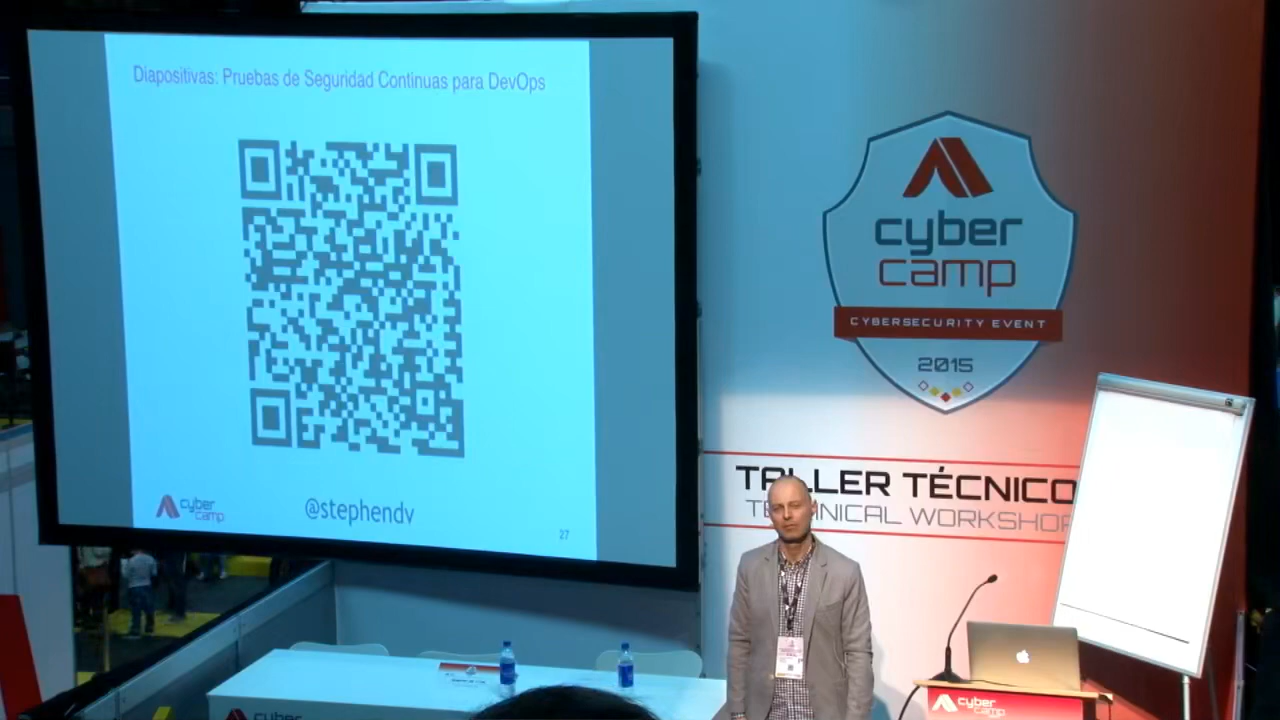 Diapositivas: Pruebas de Seguridad Continuas para DevOps
cyber
camp
@stephendv
27
cyber
camp
CYBERSECURITY EVENT
2015
TALLER TÉCNICO
TECHNICAL WORKSHOP
cyber
camp
cyber